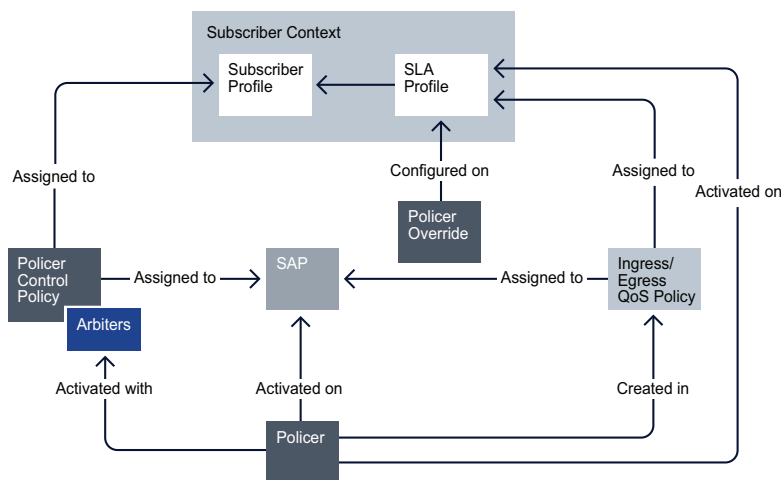 Subscriber Context
Subscriber
Profile
SLA
Profile
Assigned to
Configured on
Assigned to
Activated on
Policer
Override
Policer
Control
Policy
Assigned to
SAP
Assigned to
Ingress/
Egress
QoS Policy
Arbiters
Activated with
Activated on
Created in
Policer